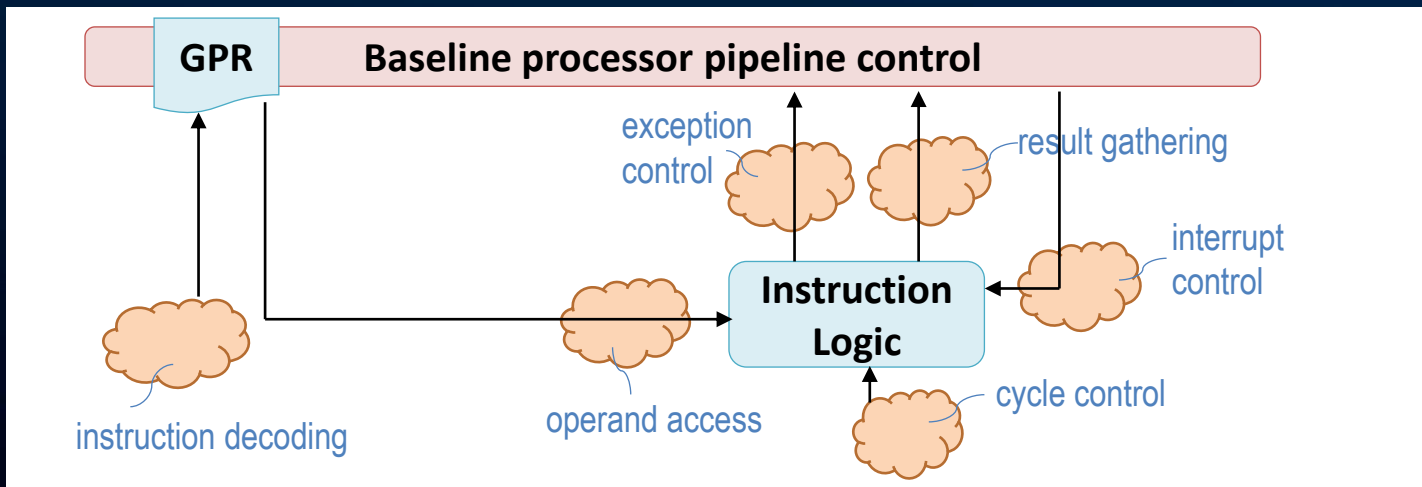 GPR
Baseline processor pipeline control
exception
control
result gathering
interrupt
control
Instruction
Logic
operand access
cycle control
instruction decoding